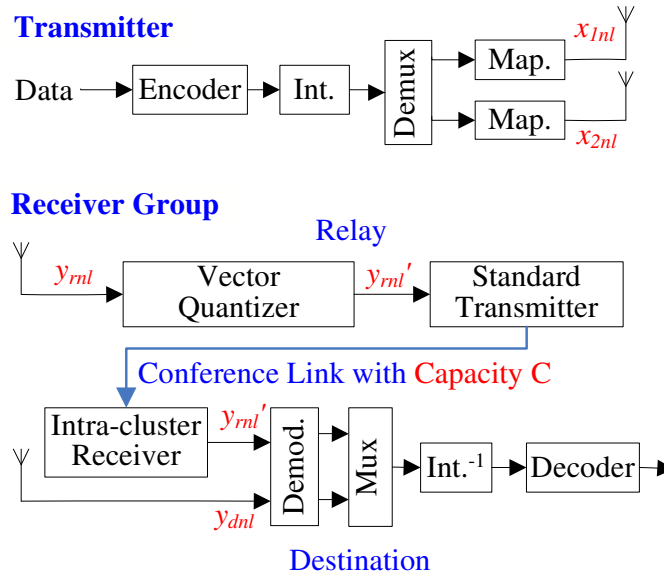 Transmitter
x1nl
Data
Encoder
Int.
Demux
Map.
Map.
x2nl
Receiver Group
Relay
yrnl
Vector
Quantizer
yrnl'
Standard
Transmitter
Conference Link with Capacity C
Intra-cluster
Receiver
yrnl'
ydnl
Demod.
Mux
Int.-1
Decoder
Destination